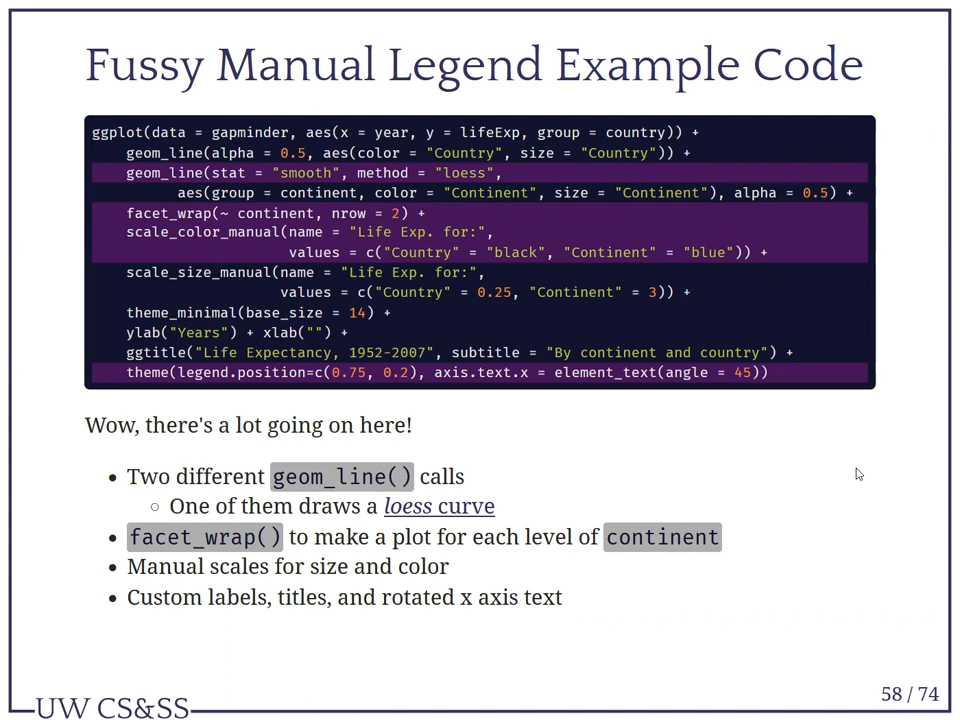 Fussy Manual Legend Example Code
ggplot(data = gapminder, aes(x = year, y = lifeExp, group = country)) +
geom_line(alpha = 0.5, aes(color = "Country", size = "Country")) +
geom_line(stat = "smooth", method = "loess",
aes(group = continent, color = "Continent", size = "Continent"), alpha = 0.5) +
facet_wrap(~ continent, nrow = 2) +
scale_color_manual(name = "Life Exp. for:",
values = c("Country" = "black", "Continent" = "blue")) +
scale_size_manual(name = "Life Exp. for:",
values = c("Country" = 0.25, "Continent" = 3)) +
theme_minimal(base_size = 14) +
ylab("Years") + xlab("") +
ggtitle("Life Expectancy, 1952-2007", subtitle = "By continent and country") +
theme(legend.position=c(0.75, 0.2), axis.text.x = element_text(angle = 45))
Wow, there's a lot going on here!
• Two different geom_line() calls
◦ One of them draws a loess curve
• facet_wrap() to make a plot for each level of continent
• Manual scales for size and color
• Custom labels, titles, and rotated x axis text
58 / 74
UW CS&SS